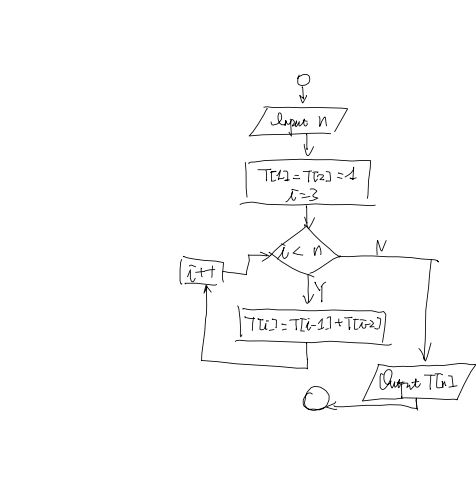 Input n
T[1]=T[2]=1
i=3
i < n
N
i++
Y
T[i]=T[i-1]+T[i-2]
Output T[n]